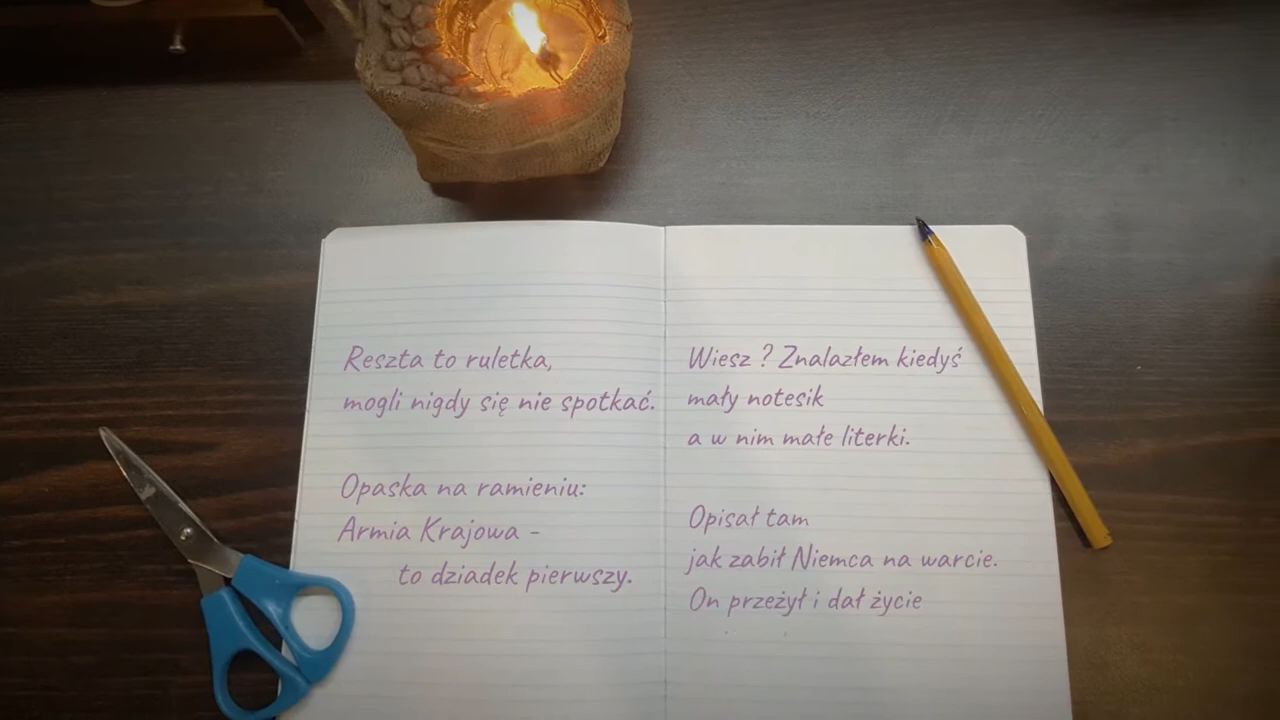 Reszta to ruletka,
mogli nigdy się nie spotkać.
Opaska na ramieniu:
Armia Krajowa -
to dziadek pierwszy.
Wiesz ? Znalazłem kiedyś
mały notesik
a w nim małe literki.
Opisał tam
jak zabił Niemca na warcie.
On przeżył i dał życie